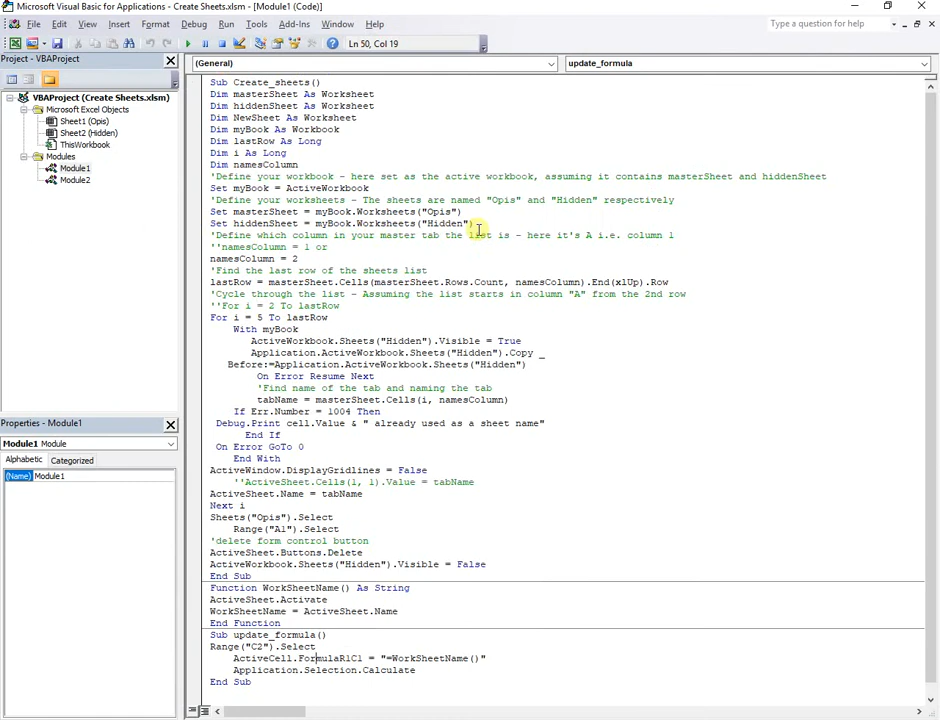 Microsoft Visual Basic for Applications - Create Sheets.xlsm - [Module1 (Code)]
File Edit View Insert Format Debug Run Tools Add-Ins Window Help Type a question for help
Ln 50, Col 19
Project - VBAProject
(General) update_formula
VBAProject (Create Sheets.xlsm)
Microsoft Excel Objects
Sheet1 (Opis)
Sheet2 (Hidden)
ThisWorkbook
Modules
Module1
Module2
Properties - Module1
Module1 Module
Alphabetic Categorized
(Name) Module1
Sub Create_sheets()
Dim masterSheet As Worksheet
Dim hiddenSheet As Worksheet
Dim NewSheet As Worksheet
Dim myBook As Workbook
Dim lastRow As Long
Dim i As Long
Dim namesColumn
'Define your workbook - here set as the active workbook, assuming it contains masterSheet and hiddenSheet
Set myBook = ActiveWorkbook
'Define your worksheets - The sheets are named "Opis" and "Hidden" respectively
Set masterSheet = myBook.Worksheets("Opis")
Set hiddenSheet = myBook.Worksheets("Hidden")
'Define which column in your master tab the list is - here it's A i.e. column 1
''namesColumn = 1 or
namesColumn = 2
'Find the last row of the sheets list
lastRow = masterSheet.Cells(masterSheet.Rows.Count, namesColumn).End(xlUp).Row
'Cycle through the list - Assuming the list starts in column "A" from the 2nd row
''For i = 2 To lastRow
For i = 5 To lastRow
With myBook
ActiveWorkbook.Sheets("Hidden").Visible = True
Application.ActiveWorkbook.Sheets("Hidden").Copy _
Before:=Application.ActiveWorkbook.Sheets("Hidden")
On Error Resume Next
'Find name of the tab and naming the tab
tabName = masterSheet.Cells(i, namesColumn)
If Err.Number = 1004 Then
Debug.Print cell.Value & " already used as a sheet name"
End If
On Error GoTo 0
End With
ActiveWindow.DisplayGridlines = False
''ActiveSheet.Cells(1, 1).Value = tabName
ActiveSheet.Name = tabName
Next i
Sheets("Opis").Select
Range("A1").Select
'delete form control button
ActiveSheet.Buttons.Delete
ActiveWorkbook.Sheets("Hidden").Visible = False
End Sub
Function WorkSheetName() As String
ActiveSheet.Activate
WorkSheetName = ActiveSheet.Name
End Function
Sub update_formula()
Range("C2").Select
ActiveCell.FormulaR1C1 = "=WorkSheetName()"
Application.Selection.Calculate
End Sub